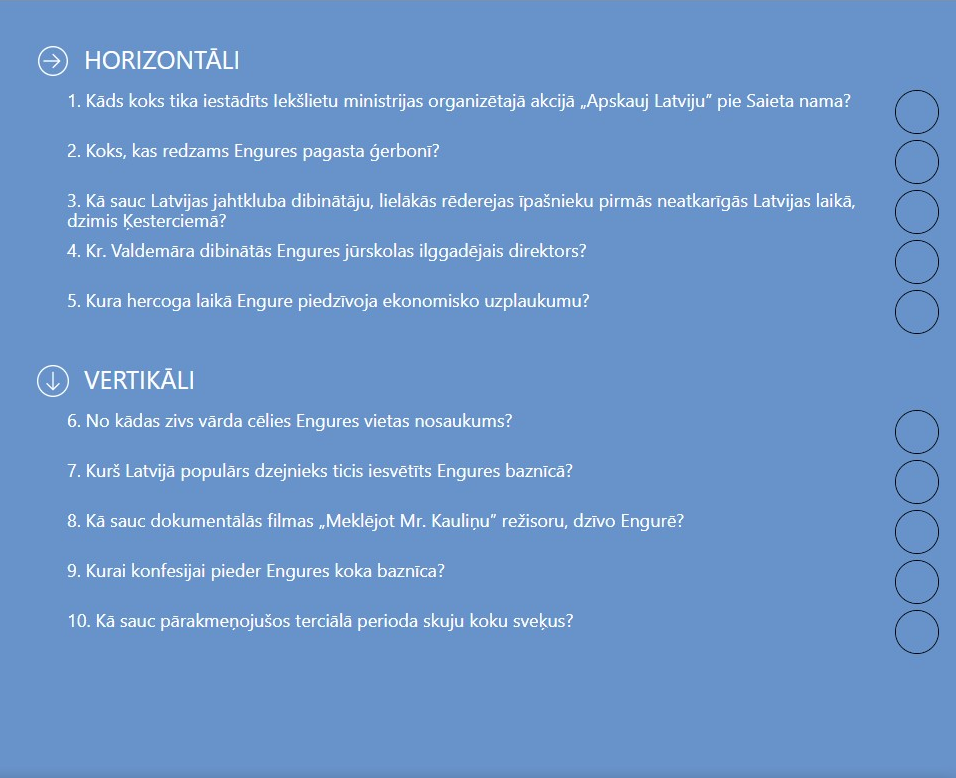 HORIZONTĀLI
1. Kāds koks tika iestādīts Iekšlietu ministrijas organizētajā akcijā „Apskauj Latviju” pie Saieta nama?
2. Koks, kas redzams Engures pagasta ģerbonī?
3. Kā sauc Latvijas jahtkluba dibinātāju, lielākās rēderejas īpašnieku pirmās neatkarīgās Latvijas laikā,
dzimis Ķesterciemā?
4. Kr. Valdemāra dibinātās Engures jūrskolas ilggadējais direktors?
5. Kura hercoga laikā Engure piedzīvoja ekonomisko uzplaukumu?
VERTIKĀLI
6. No kādas zivs vārda cēlies Engures vietas nosaukums?
7. Kurš Latvijā populārs dzejnieks ticis iesvētīts Engures baznīcā?
8. Kā sauc dokumentālās filmas „Meklējot Mr. Kauliņu” režisoru, dzīvo Engurē?
9. Kurai konfesijai pieder Engures koka baznīca?
10. Kā sauc pārakmeņojušos terciālā perioda skuju koku sveķus?